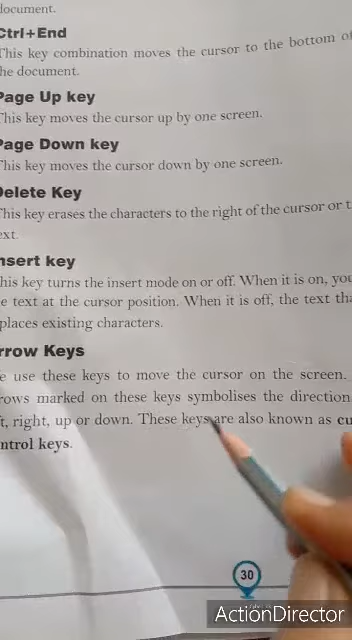 document.
Ctrl+End
This key combination moves the cursor to the bottom of
the document.
Page Up key
This key moves the cursor up by one screen.
Page Down key
This key moves the cursor down by one screen.
Delete Key
This key erases the characters to the right of the cursor or
ext.
nsert key
his key turns the insert mode on or off. When it is on, you
e text at the cursor position. When it is off, the text tha
places existing characters.
rrow Keys
e use these keys to move the cursor on the screen.
rows marked on these keys symbolises the direction
t, right, up or down. These keys are also known as cu
ntrol keys.
30
ActionDirector